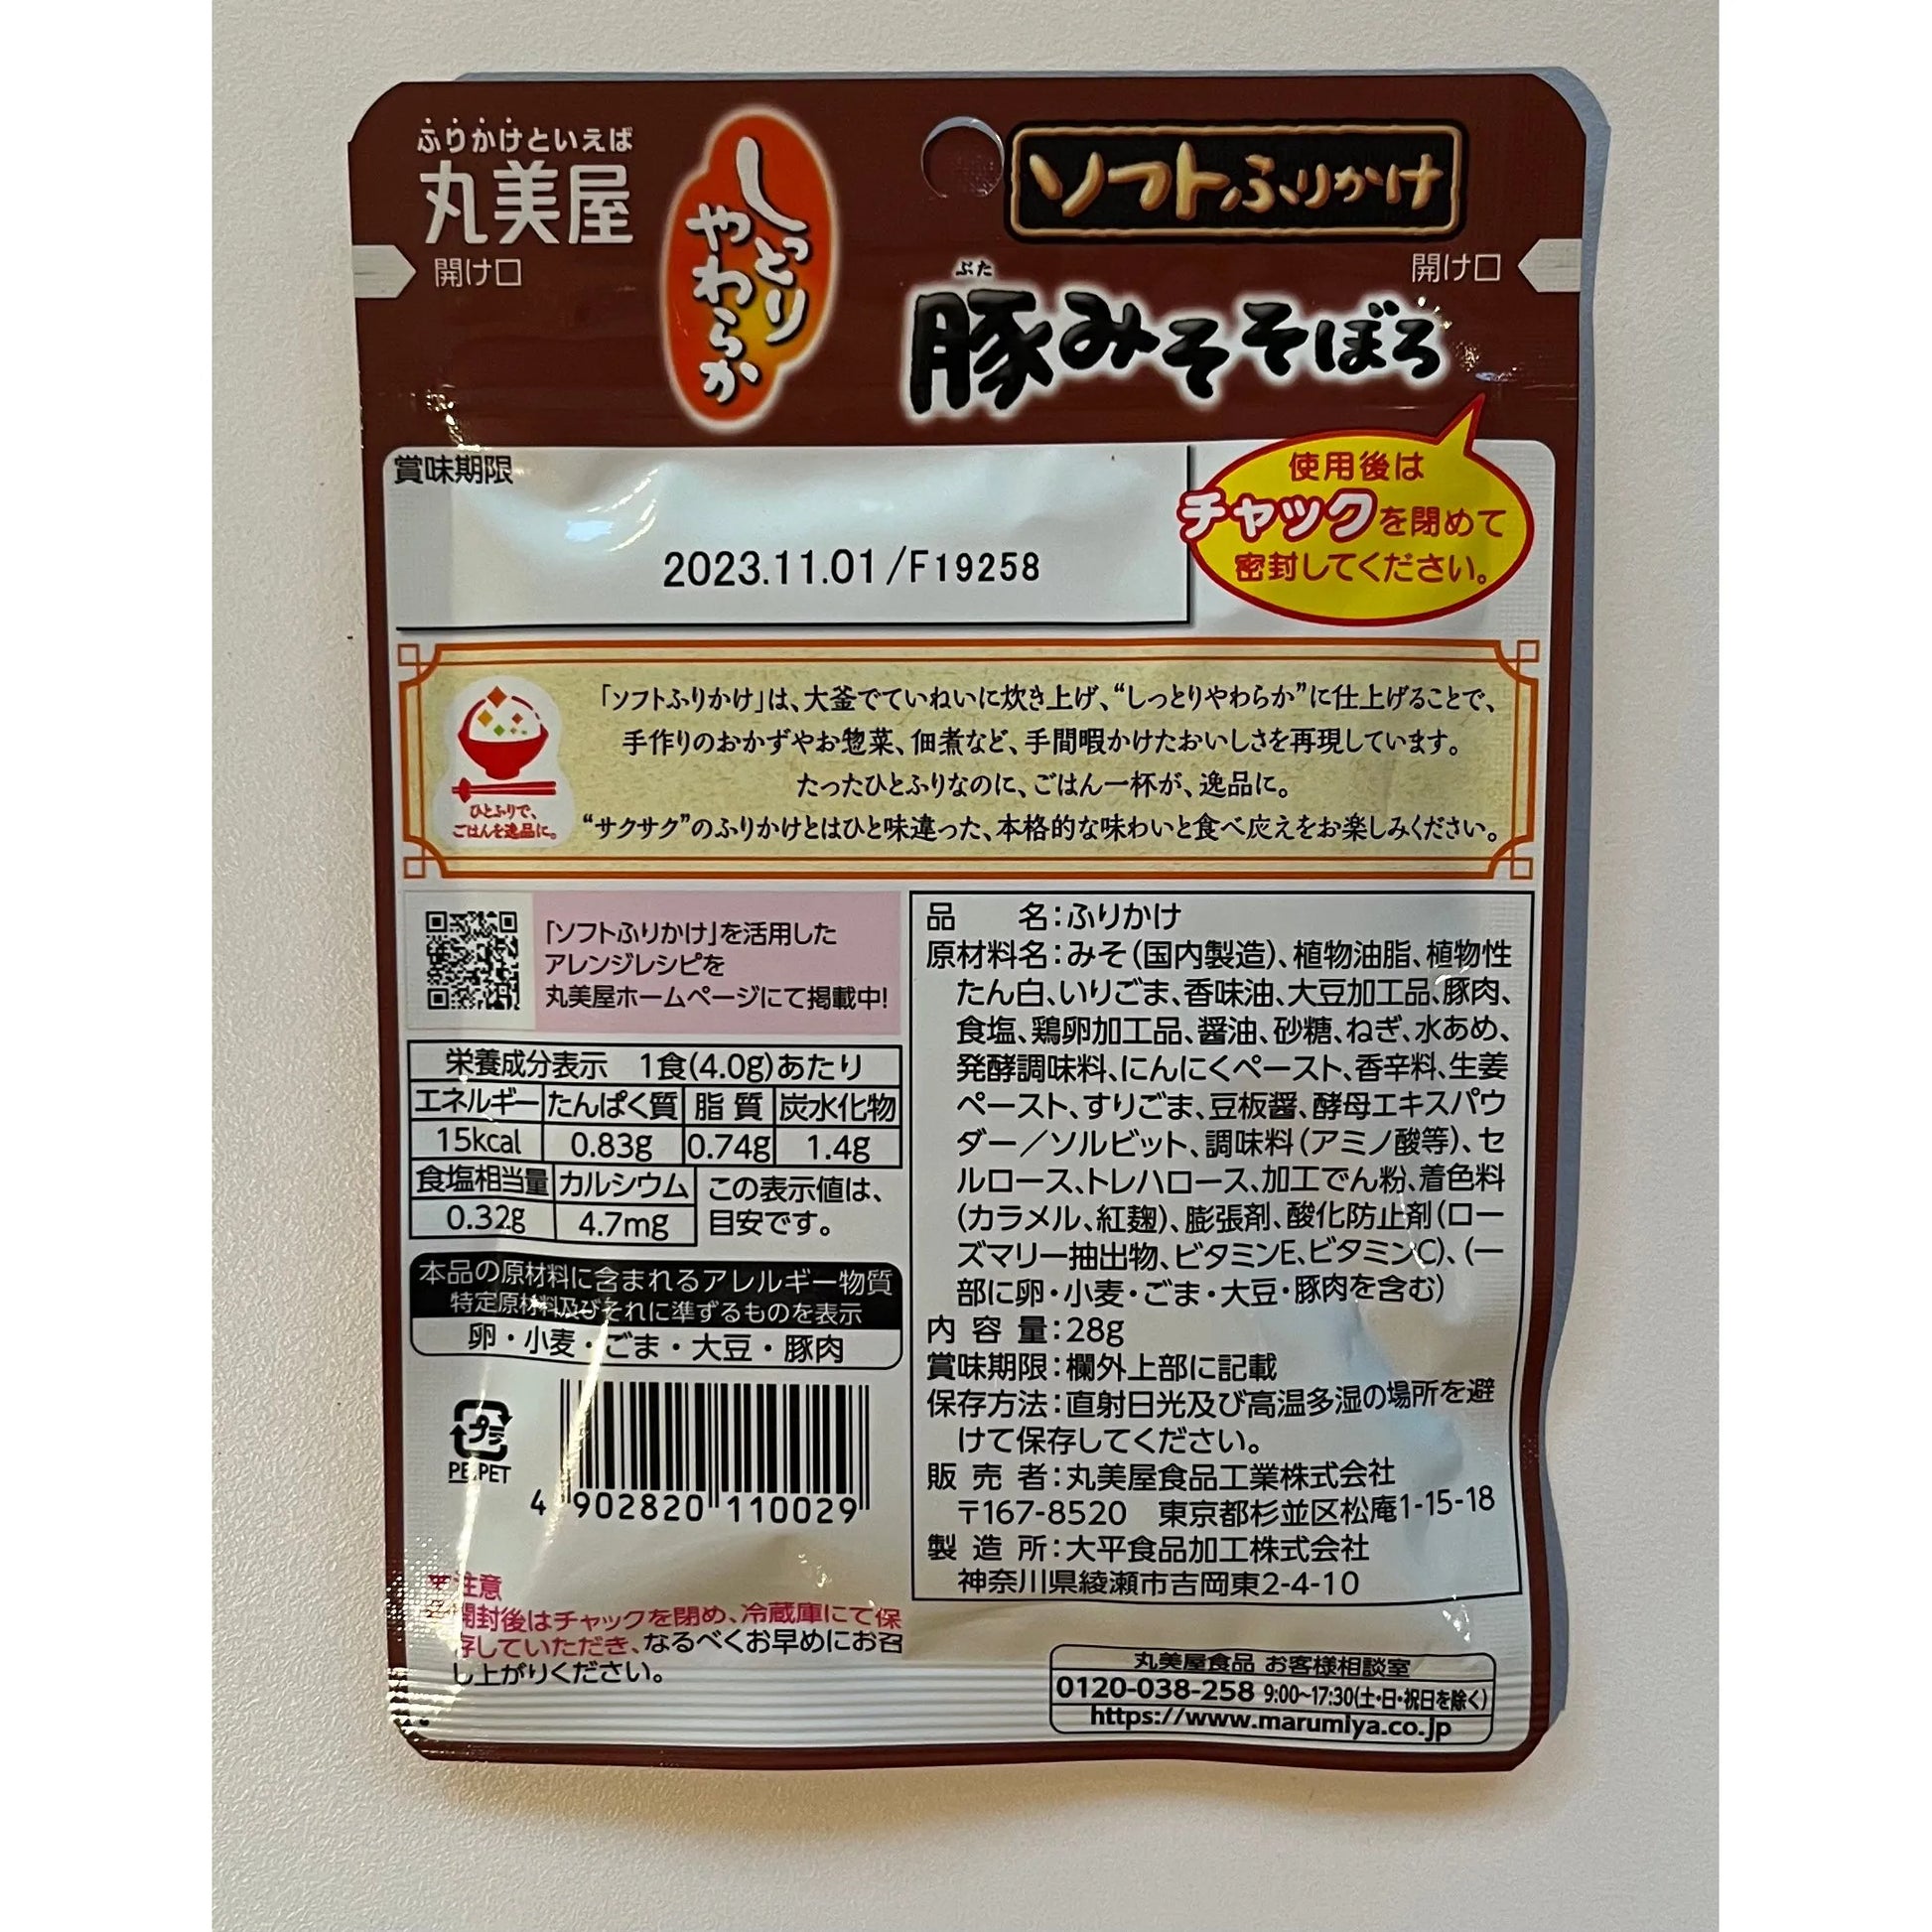 ふりかけといえば
丸美屋
開け口
しっとり
やわらか
ソフトふりかけ
開け口
ぶた
豚みそそぼろ
賞味期限
2023.11.01/F19258
使用後は
チャックを閉めて
密封してください。
「ソフトふりかけ」は、大釜でていねいに炊き上げ、“しっとりやわらか”に仕上げることで、
手作りのおかずやお惣菜、佃煮など、手間暇かけたおいしさを再現しています。
たったひとふりなのに、ごはん一杯が、逸品に。
“サクサク”のふりかけとはひと味違った、本格的な味わいと食べ応えをお楽しみください。
ひとふりで、
ごはんを逸品に。
「ソフトふりかけ」を活用した
アレンジレシピを
丸美屋ホームページにて掲載中!
栄養成分表示 1食(4.0g)あたり
エネルギー たんぱく質 脂質 炭水化物
15kcal 0.83g 0.74g 1.4g
食塩相当量 カルシウム この表示値は、
0.32g 4.7mg 目安です。
本品の原材料に含まれるアレルギー物質
特定原材料及びそれに準ずるものを表示
卵・小麦・ごま・大豆・豚肉
プラ
PE,PET
4 902820 110029
注意
開封後はチャックを閉め、冷蔵庫にて保
存していただき、なるべくお早めにお召
し上がりください。
品 名:ふりかけ
原材料名:みそ(国内製造)、植物油脂、植物性
たん白、いりごま、香味油、大豆加工品、豚肉、
食塩、鶏卵加工品、醤油、砂糖、ねぎ、水あめ、
発酵調味料、にんにくペースト、香辛料、生姜
ペースト、すりごま、豆板醤、酵母エキスパウ
ダー/ソルビット、調味料(アミノ酸等)、セ
ルロース、トレハロース、加工でん粉、着色料
(カラメル、紅麹)、膨張剤、酸化防止剤(ロー
ズマリー抽出物、ビタミンE、ビタミンC)、(一
部に卵・小麦・ごま・大豆・豚肉を含む)
内容量:28g
賞味期限:欄外上部に記載
保存方法:直射日光及び高温多湿の場所を避
けて保存してください。
販売者:丸美屋食品工業株式会社
〒167-8520 東京都杉並区松庵1-15-18
製造所:大平食品加工株式会社
神奈川県綾瀬市吉岡東2-4-10
丸美屋食品 お客様相談室
0120-038-258 9:00~17:30(土・日・祝日を除く)
https://www.marumiya.co.jp